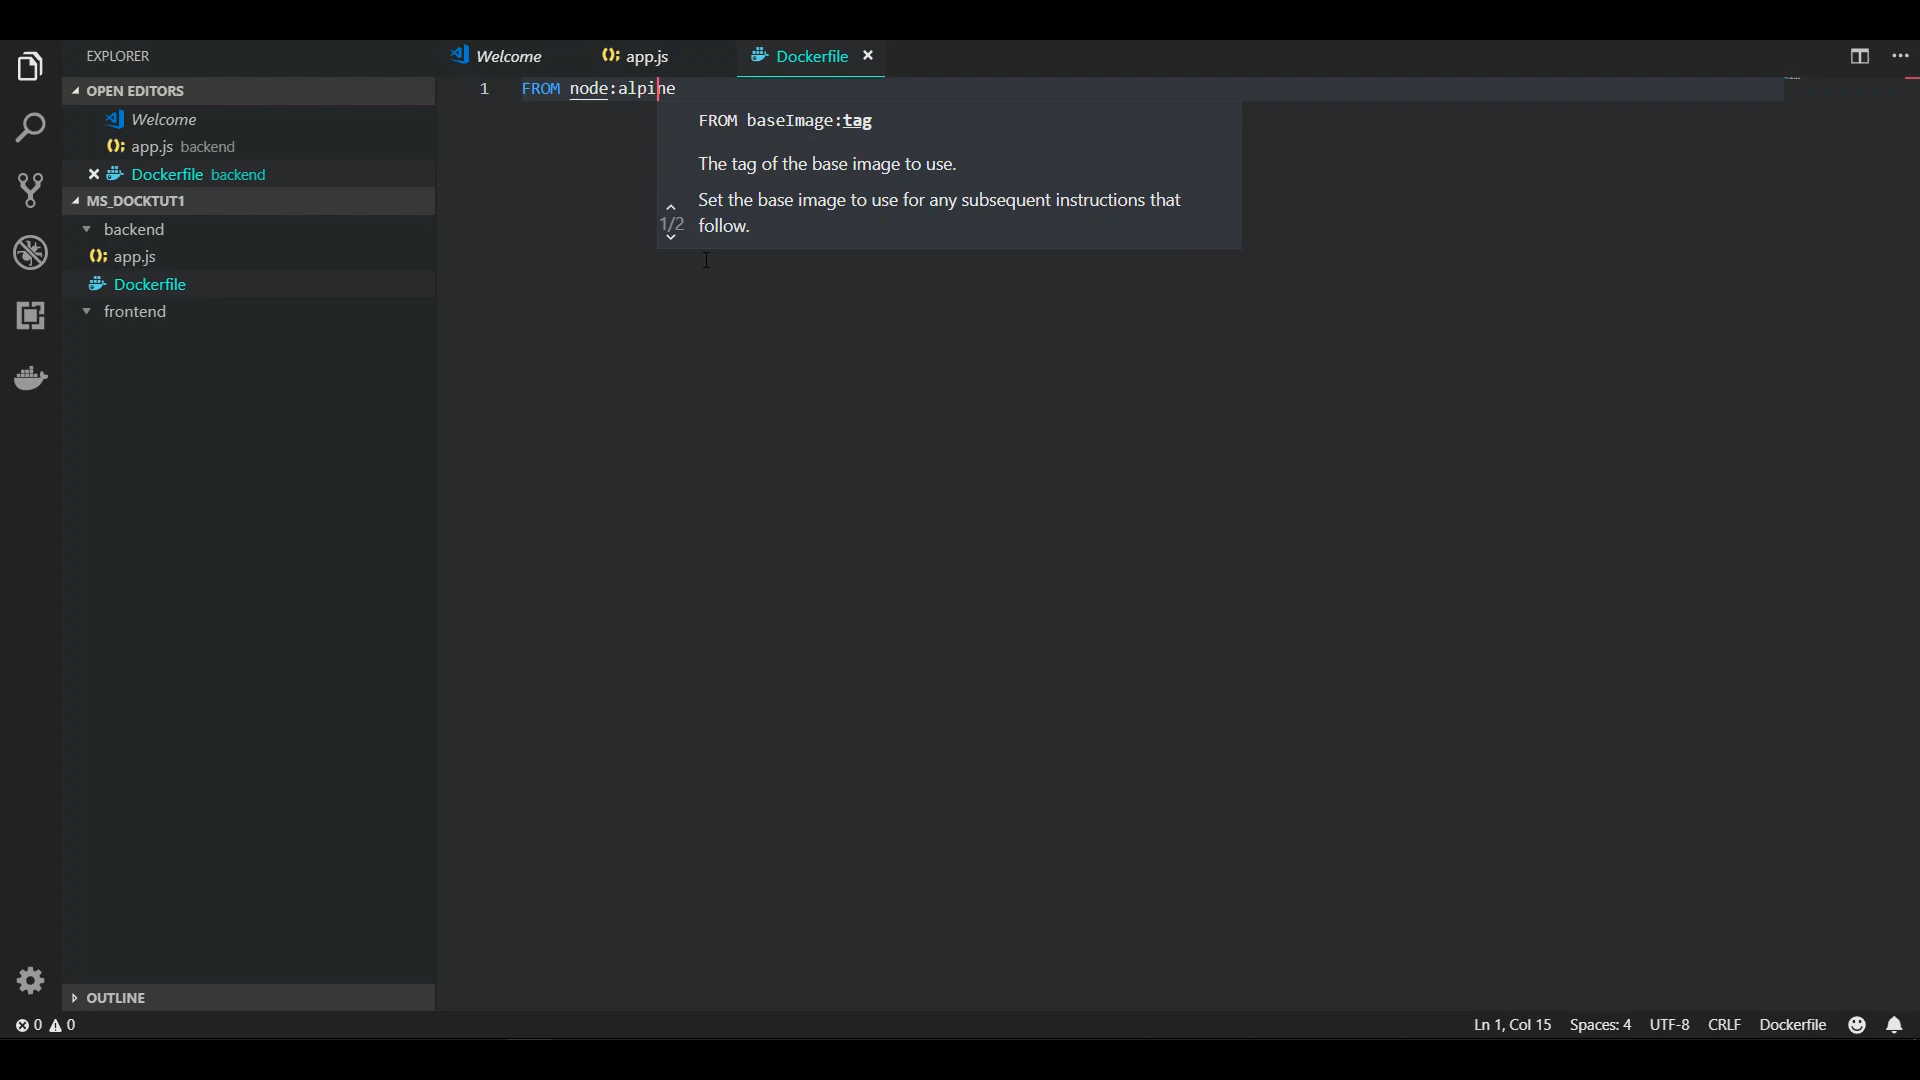 EXPLORER
Welcome
app.js
Dockerfile
OPEN EDITORS
Welcome
app.js backend
Dockerfile backend
MS_DOCKTUT1
backend
app.js
Dockerfile
frontend
OUTLINE
1 FROM node:alpine
FROM baseImage:tag
The tag of the base image to use.
Set the base image to use for any subsequent instructions that
1/2 follow.
0 0
Ln 1, Col 15 Spaces: 4 UTF-8 CRLF Dockerfile